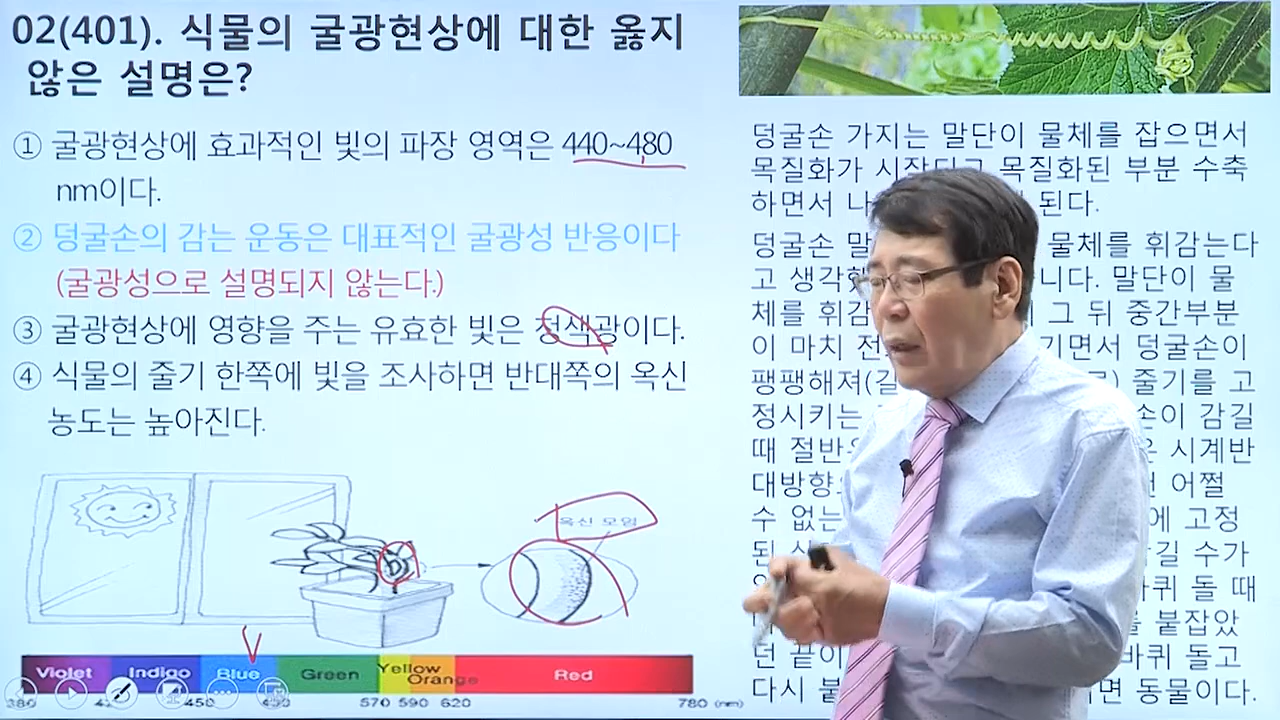 02(401). 식물의 굴광현상에 대한 옳지
않은 설명은?
① 굴광현상에 효과적인 빛의 파장 영역은 440~480
nm이다.
② 덩굴손의 감는 운동은 대표적인 굴광성 반응이다
(굴광성으로 설명되지 않는다.)
③ 굴광현상에 영향을 주는 유효한 빛은 청색광이다.
④ 식물의 줄기 한쪽에 빛을 조사하면 반대쪽의 옥신
농도는 높아진다.
옥신 모임
Violet Indigo Blue Green Yellow Orange Red
380 450 570 590 620 780 (nm)
덩굴손 가지는 말단이 물체를 잡으면서
목질화가 시작되고 목질화된 부분 수축
하면서 된다.
덩굴손 물체를 휘감는다
고 니다. 말단이 물
체를 그 뒤 중간부분
이 마치 기면서 덩굴손이
팽팽해져 줄기를 고
정시키는 손이 감길
때 시계반
대방향 어쩔
수 없는 에 고정
된 길 수가
바퀴 돌 때
를 붙잡았
던 끝이 바퀴 돌고
다시 면 동물이다.